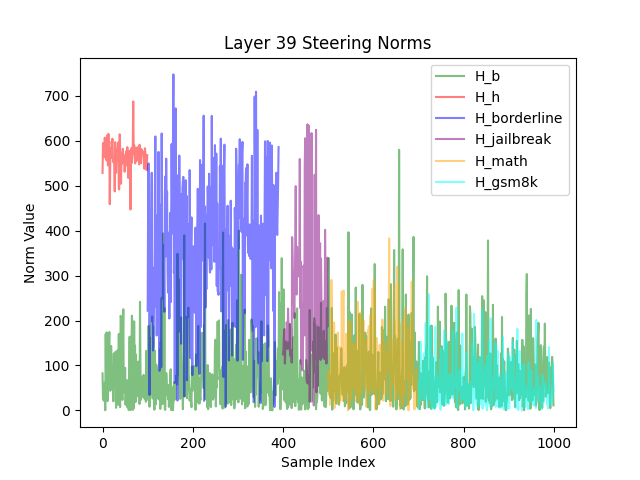 Layer 39 Steering Norms
Norm Value
700
600
500
400
300
200
100
0
0 200 400 600 800 1000
Sample Index
H_b
H_h
H_borderline
H_jailbreak
H_math
H_gsm8k